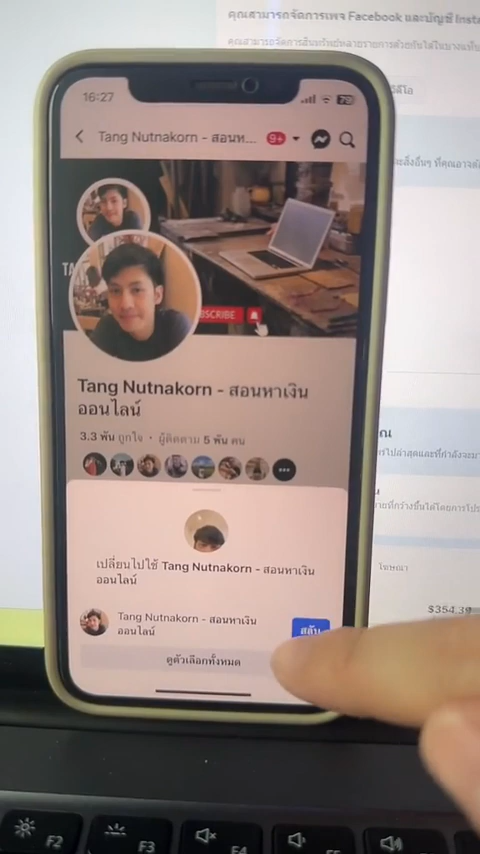 คุณสามารถจัดการเพจ Facebook และบัญชี
16:27
79
Tang Nutnakorn - สอนห...
9+
Tang Nutnakorn - สอนหาเงิน
ออนไลน์
3.3 พัน ถูกใจ • ผู้ติดตาม 5 พัน คน
เปลี่ยนไปใช้ Tang Nutnakorn - สอนหาเงิน
ออนไลน์
Tang Nutnakorn - สอนหาเงิน
ออนไลน์
สลับ
ดูตัวเลือกทั้งหมด
โฆษณา
F2
F3
F4